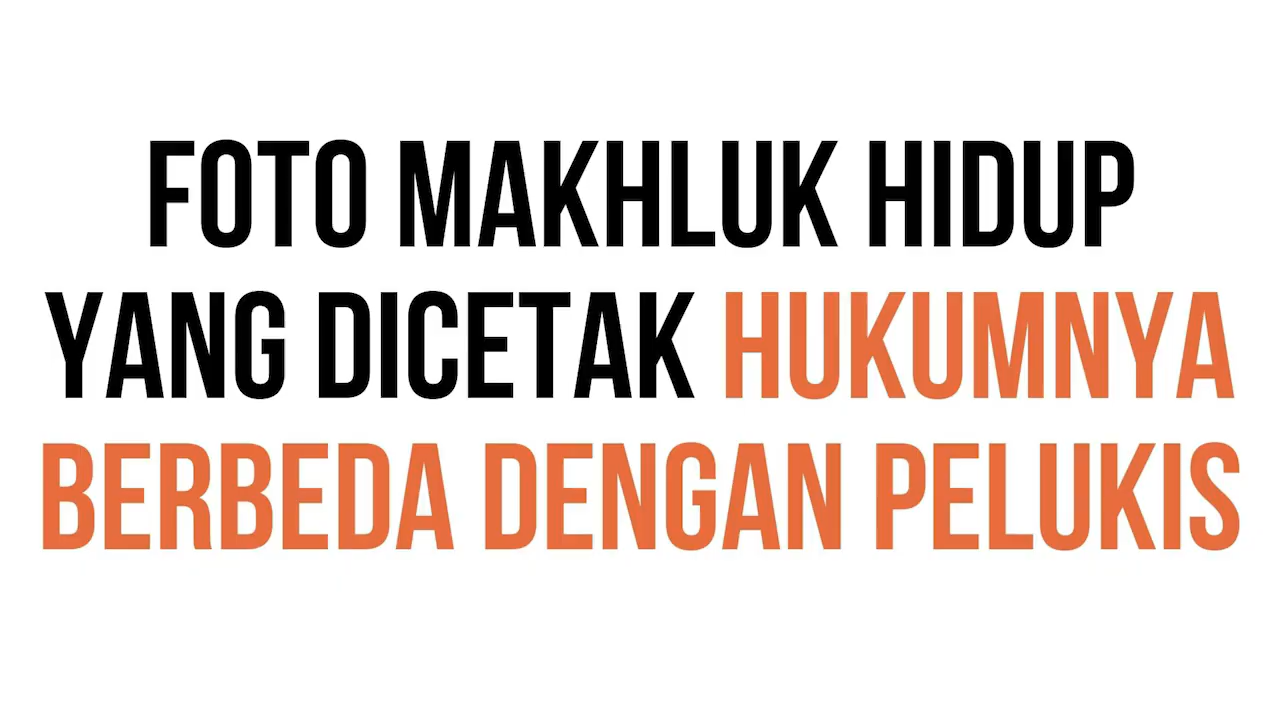 FOTO MAKHLUK HIDUP
YANG DICETAK HUKUMNYA
BERBEDA DENGAN PELUKIS